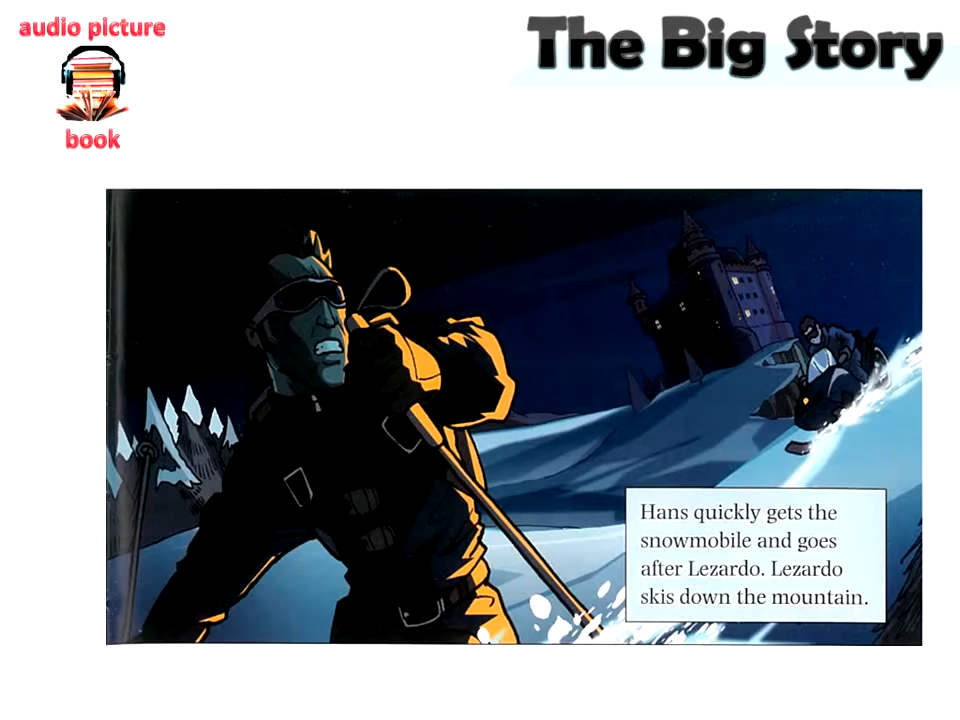 audio picture
book
The Big Story
Hans quickly gets the
snowmobile and goes
after Lezardo. Lezardo
skis down the mountain.